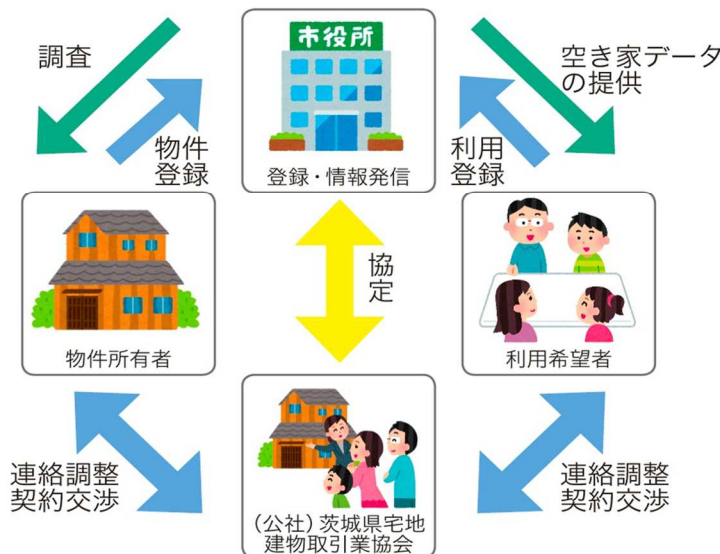 市役所
調査
空き家データ
の提供
物件
登録
利用
登録
登録・情報発信
協
定
物件所有者
利用希望者
連絡調整
契約交渉
連絡調整
契約交渉
(公社)茨城県宅地
建物取引業協会